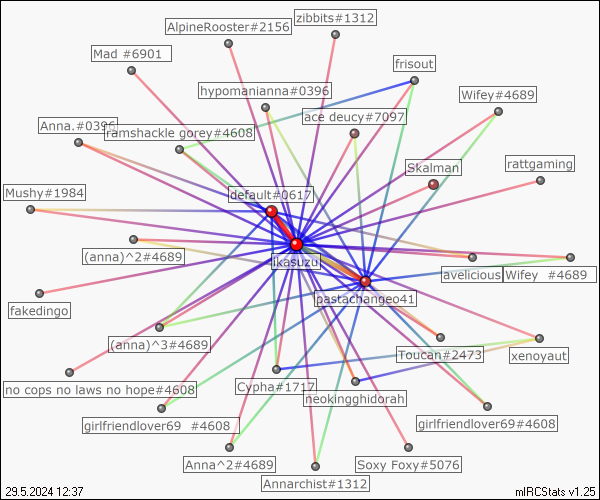 zibbits#1312
AlpineRooster#2156
Mad #6901
frisout
hypomanianna#0396
Wifey#4689
ace deucy#7097
Anna.#0396
ramshackle gorey#4608
Skalman
rattgaming
Mushy#1984
default#0617
(anna)^2#4689
ikasuzu
avelicious
Wifey #4689
pastachangeo41
fakedingo
(anna)^3#4689
Toucan#2473
xenoyaut
no cops no laws no hope#4608
Cypha#1717
neokingghidorah
girlfriendlover69 #4608
girlfriendlover69#4608
Anna^2#4689
Soxy Foxy#5076
Annarchist#1312
29.5.2024 12:37
mIRCStats v1.25